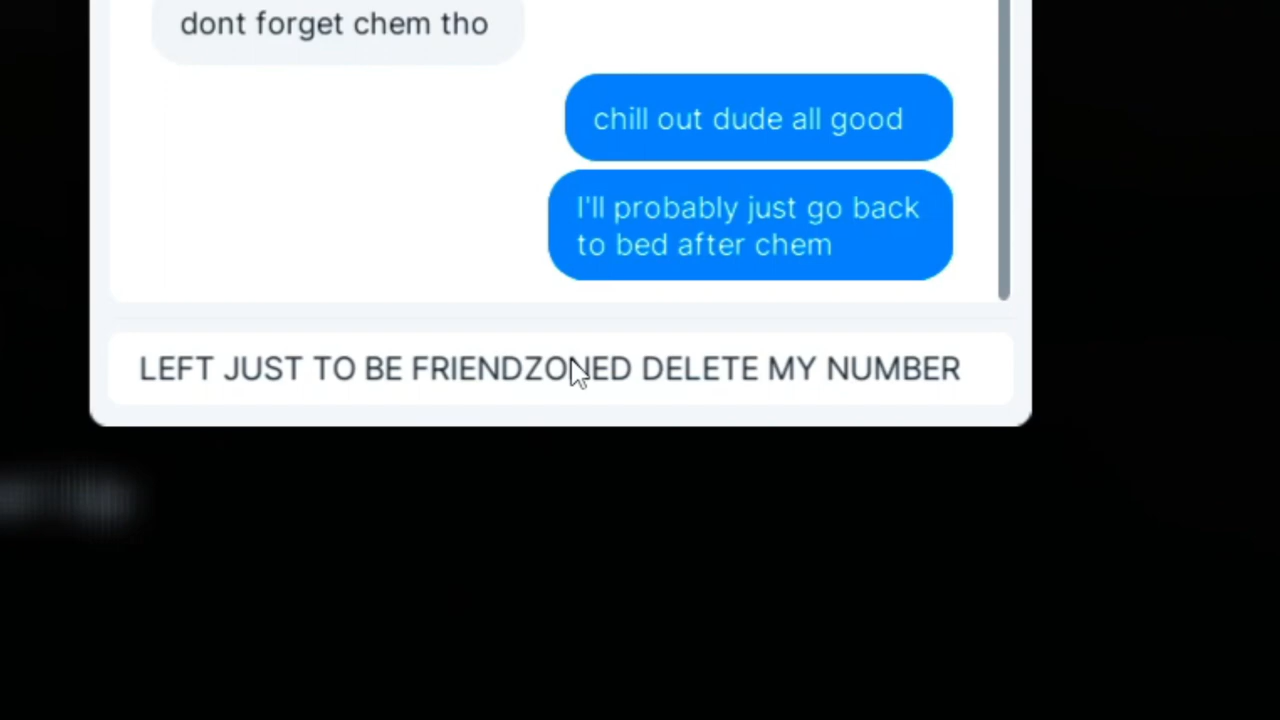 dont forget chem tho
chill out dude all good
I'll probably just go back
to bed after chem
LEFT JUST TO BE FRIENDZONED DELETE MY NUMBER